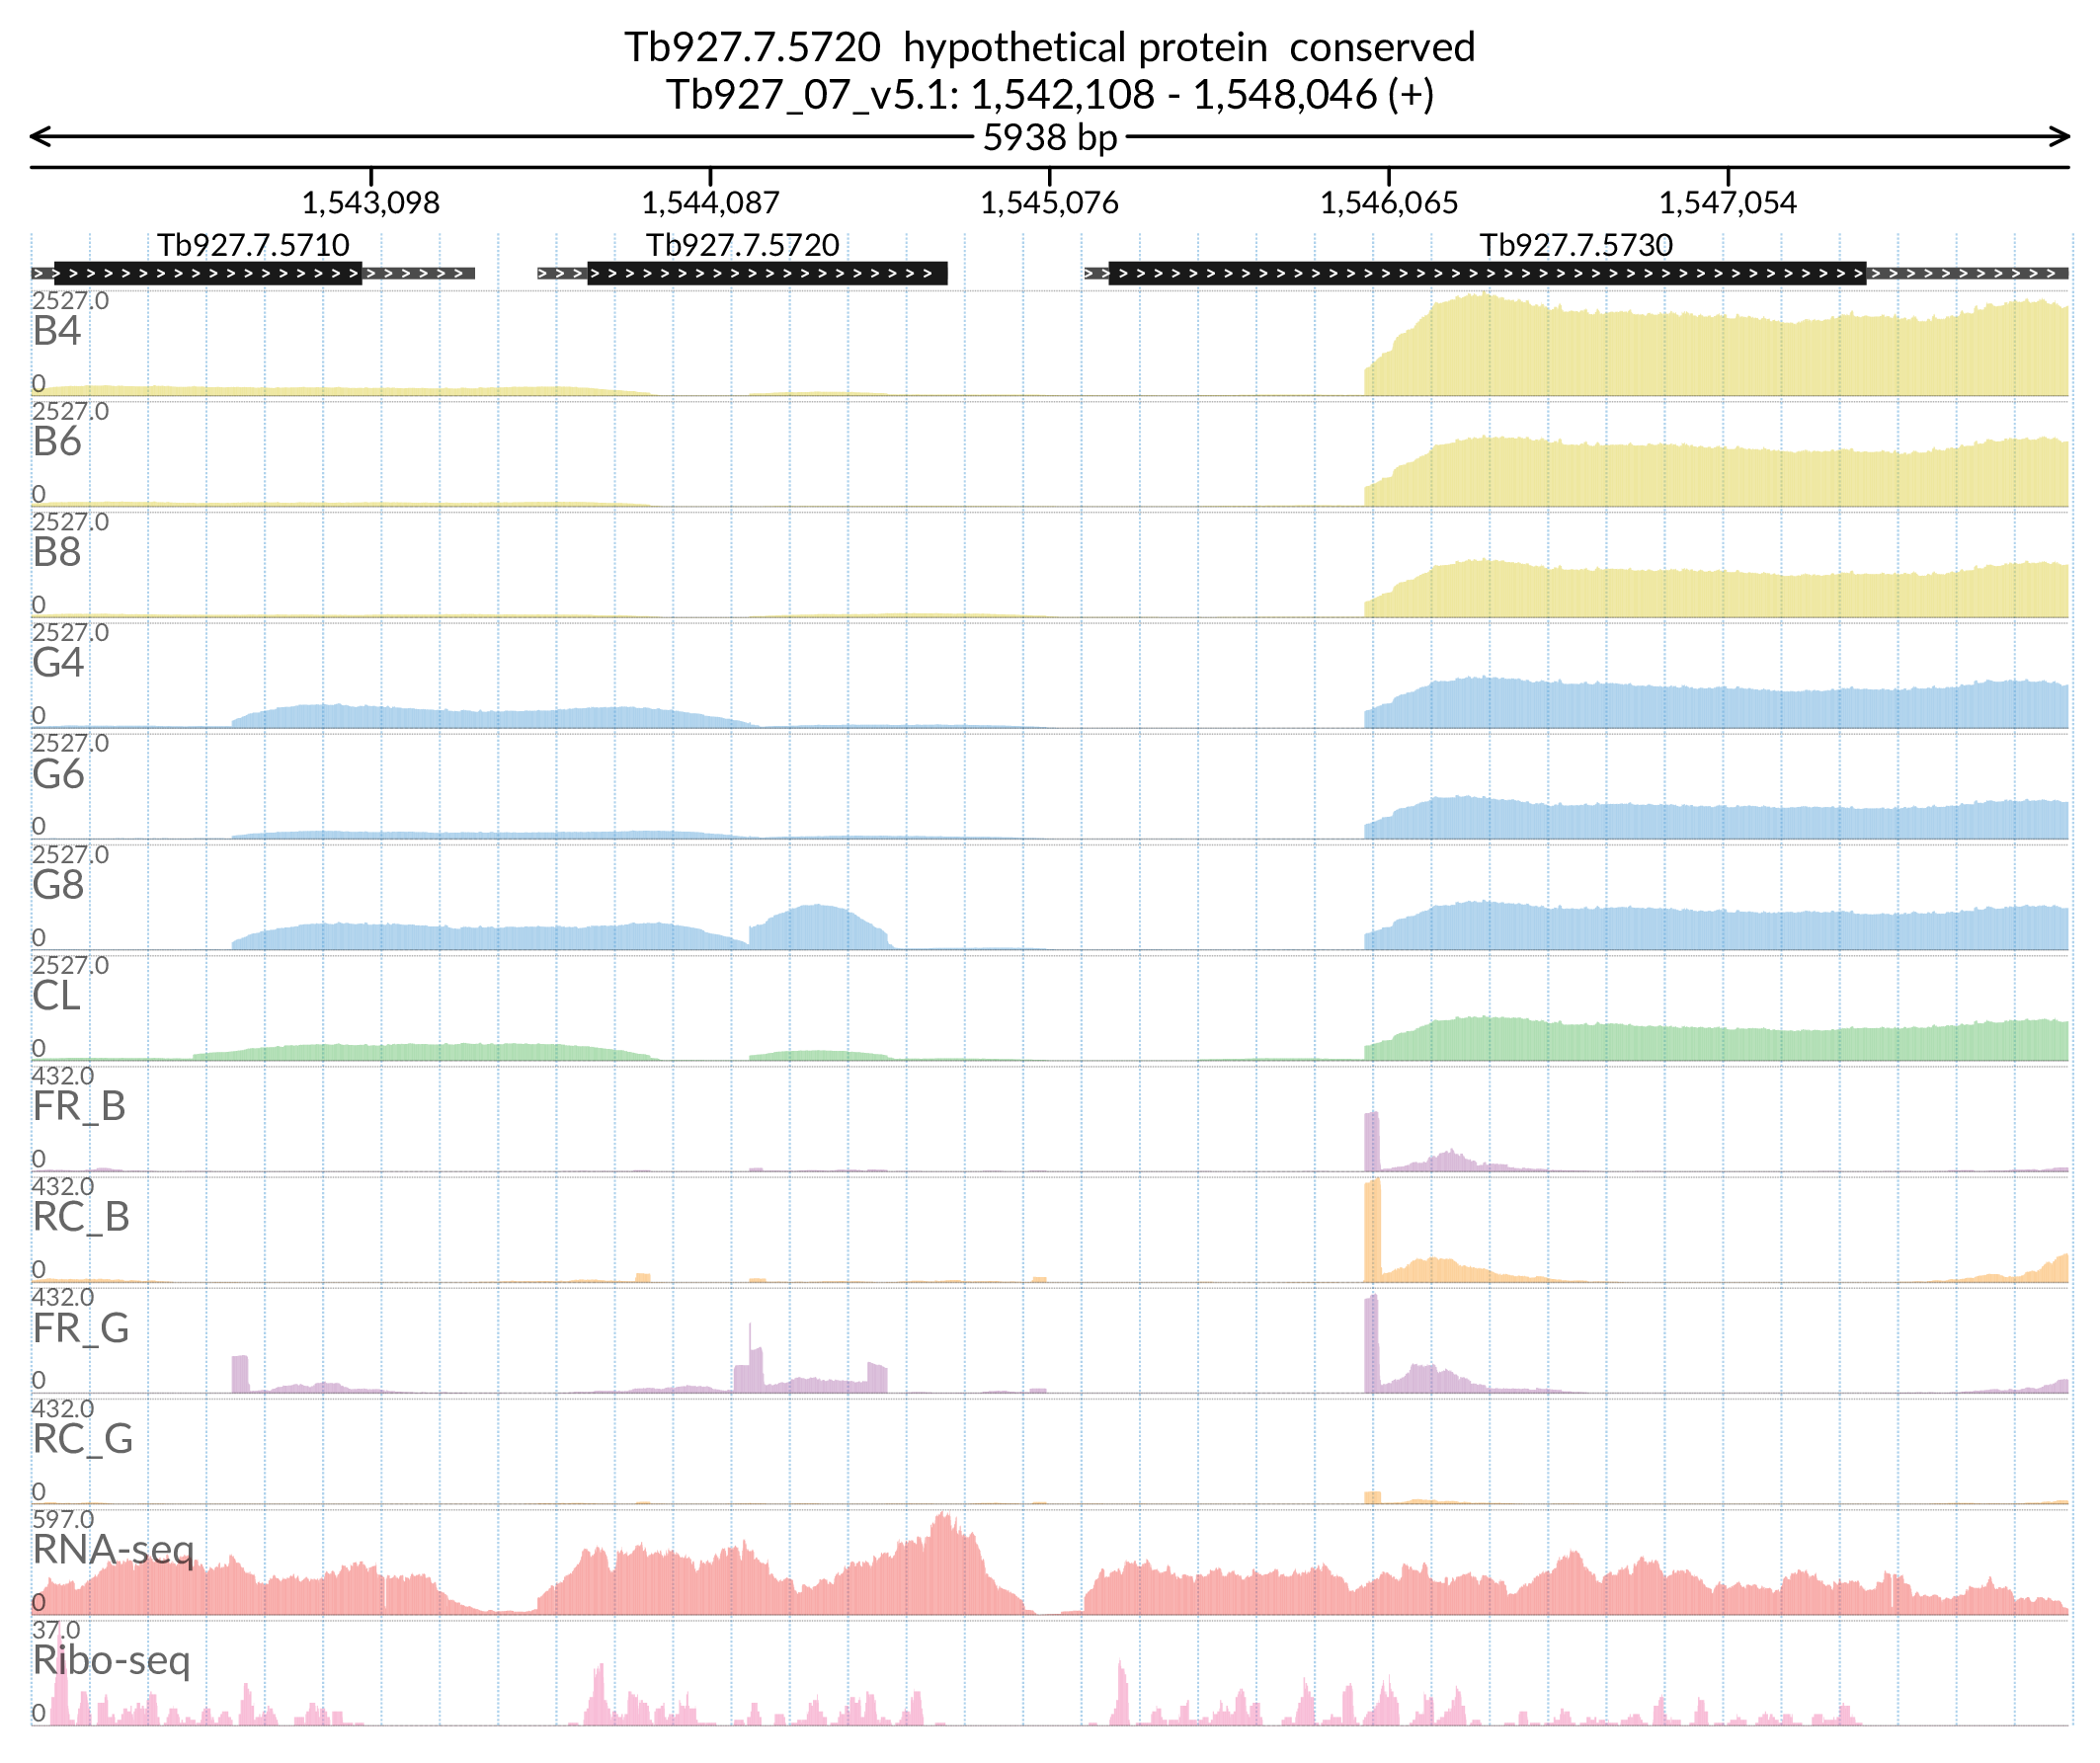 Tb927.7.5720 hypothetical protein conserved
Tb927_07_v5.1: 1,542,108 - 1,548,046 (+)
5938 bp
1,543,098 1,544,087 1,545,076 1,546,065 1,547,054
Tb927.7.5710 Tb927.7.5720 Tb927.7.5730
2527.0
B4
0
2527.0
B6
0
2527.0
B8
0
2527.0
G4
0
2527.0
G6
0
2527.0
G8
0
2527.0
CL
0
432.0
FR_B
0
432.0
RC_B
0
432.0
FR_G
0
432.0
RC_G
0
597.0
RNA-seq
0
37.0
Ribo-seq
0